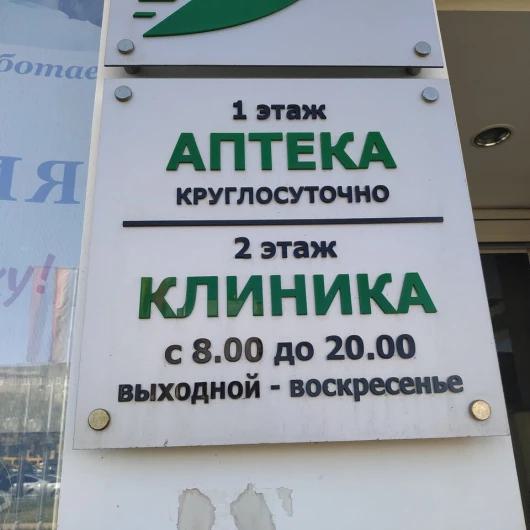 1 этаж
АПТЕКА
КРУГЛОСУТОЧНО
2 этаж
КЛИНИКА
с 8.00 до 20.00
выходной - воскресенье